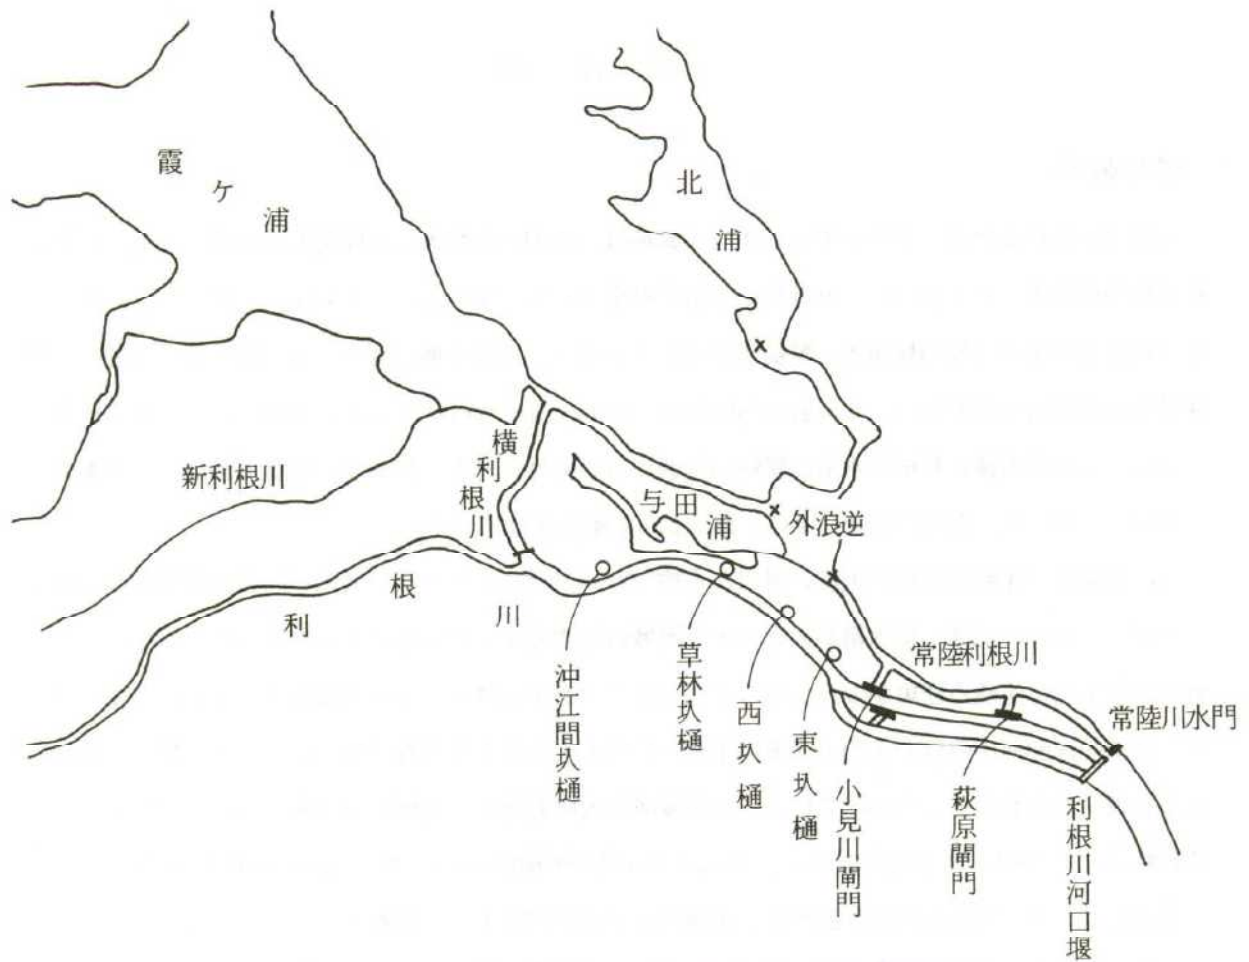 霞ケ浦
北浦
横利根川
新利根川
与田浦
外浪逆
利根川
常陸利根川
常陸川水門
沖江間圦樋
草林圦樋
西圦樋
東圦樋
小見川閘門
萩原閘門
利根川河口堰